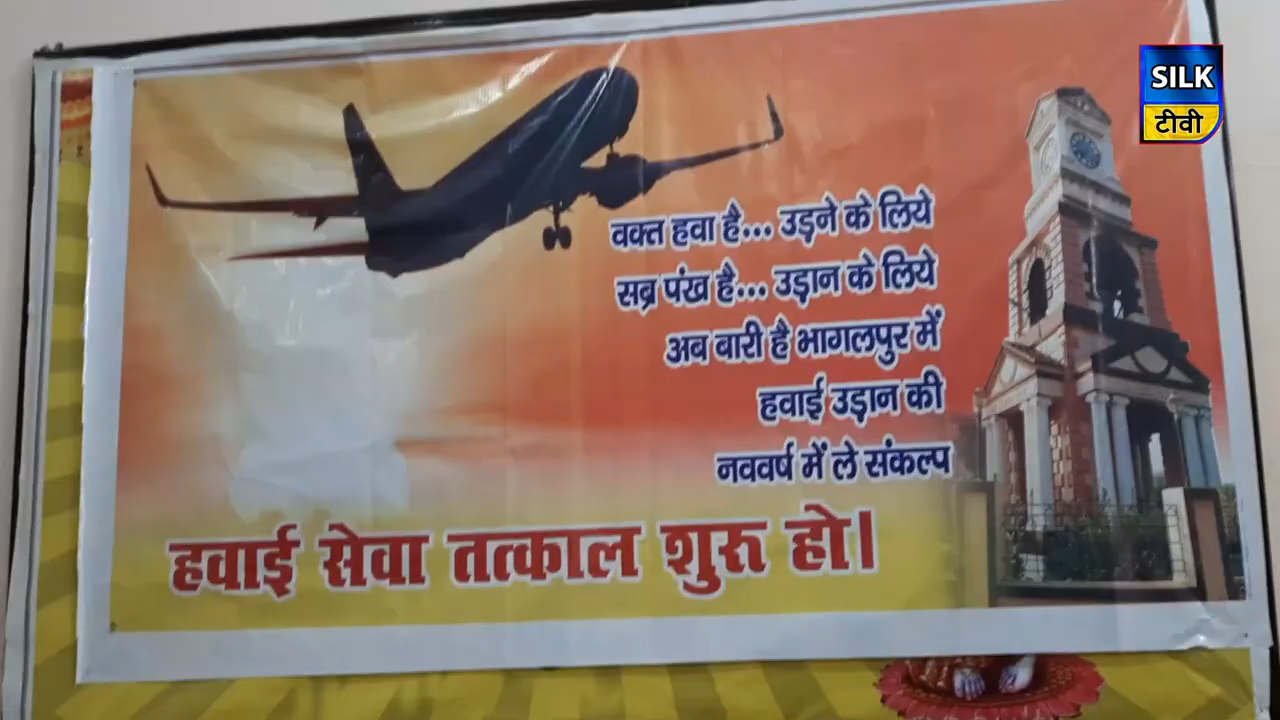 SILK
टीवी
वक्त हवा है... उड़ने के लिये
सब्र पंख है... उड़ान के लिये
अब बारी है भागलपुर में
हवाई उड़ान की
नववर्ष में ले संकल्प
हवाई सेवा तत्काल शुरू हो।